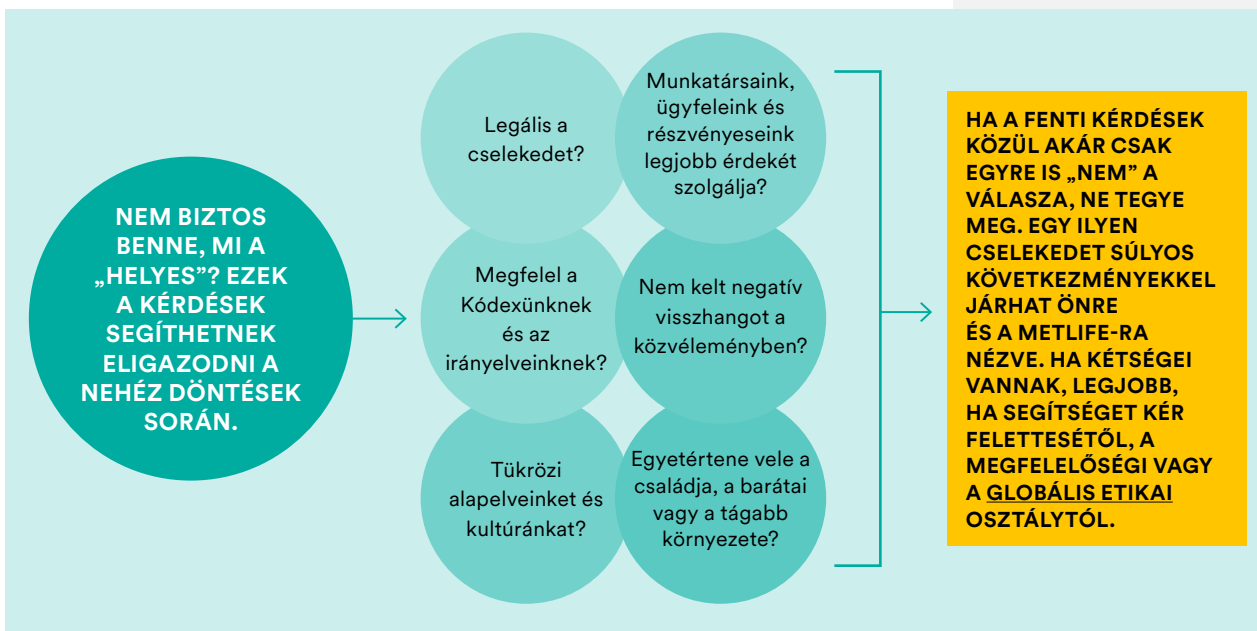 NEM BIZTOS
BENNE, MI A
„HELYES”? EZEK
A KÉRDÉSEK
SEGÍTHETNEK
ELIGAZODNI A
NEHÉZ DÖNTÉSEK
SORÁN.
Legális a
cselekedet?
Munkatársaink,
ügyfeleink és
részvényeseink
legjobb érdekét
szolgálja?
Megfelel a
Kódexünknek
és az
irányelveinknek?
Nem kelt negatív
visszhangot a
közvéleményben?
Tükrözi
alapelveinket és
kultúránkat?
Egyetértene vele a
családja, a barátai
vagy a tágabb
környezete?
HA A FENTI KÉRDÉSEK
KÖZÜL AKÁR CSAK
EGYRE IS „NEM” A
VÁLASZA, NE TEGYE
MEG. EGY ILYEN
CSELEKEDET SÚLYOS
KÖVETKEZMÉNYEKKEL
JÁRHAT ÖNRE
ÉS A METLIFE-RA
NÉZVE. HA KÉTSÉGEI
VANNAK, LEGJOBB,
HA SEGÍTSÉGET KÉR
FELETTESÉTŐL, A
MEGFELELŐSÉGI VAGY
A GLOBÁLIS ETIKAI
OSZTÁLYTÓL.